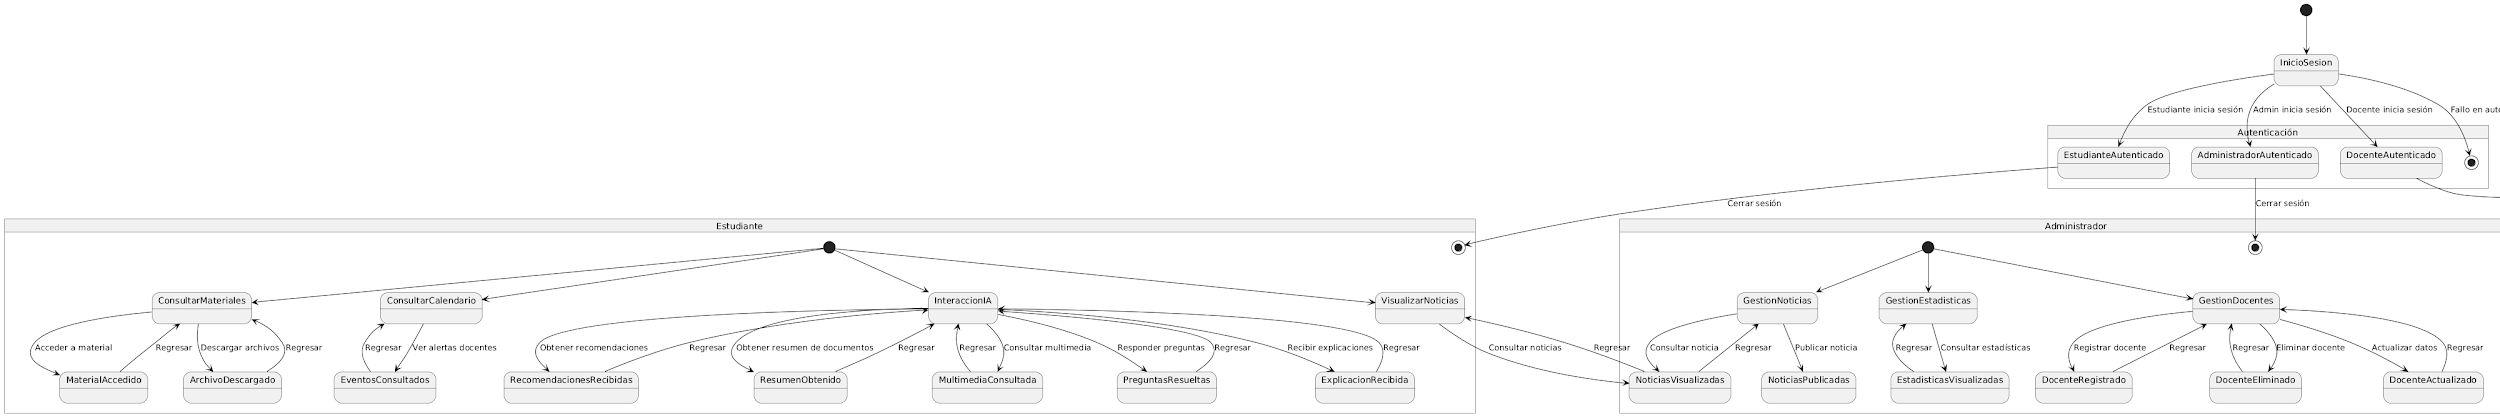 InicioSesion
Estudiante inicia sesión
Admin inicia sesión
Docente inicia sesión
Fallo en
Autenticación
EstudianteAutenticado
AdministradorAutenticado
DocenteAutenticado
Cerrar sesión
Cerrar sesión
Estudiante
Administrador
ConsultarMateriales
ConsultarCalendario
InteraccionIA
VisualizarNoticias
GestionNoticias
GestionEstadisticas
GestionDocentes
Acceder a material
Regresar
Descargar archivos
Regresar
Regresar
Ver alertas docentes
Obtener recomendaciones
Regresar
Obtener resumen de documentos
Regresar
Regresar
Consultar multimedia
Responder preguntas
Regresar
Recibir explicaciones
Regresar
Consultar noticias
Regresar
Consultar noticia
Regresar
Publicar noticia
Regresar
Consultar estadísticas
Registrar docente
Regresar
Regresar
Eliminar docente
Actualizar datos
Regresar
MaterialAccedido
ArchivoDescargado
EventosConsultados
RecomendacionesRecibidas
ResumenObtenido
MultimediaConsultada
PreguntasResueltas
ExplicacionRecibida
NoticiasVisualizadas
NoticiasPublicadas
EstadisticasVisualizadas
DocenteRegistrado
DocenteEliminado
DocenteActualizado